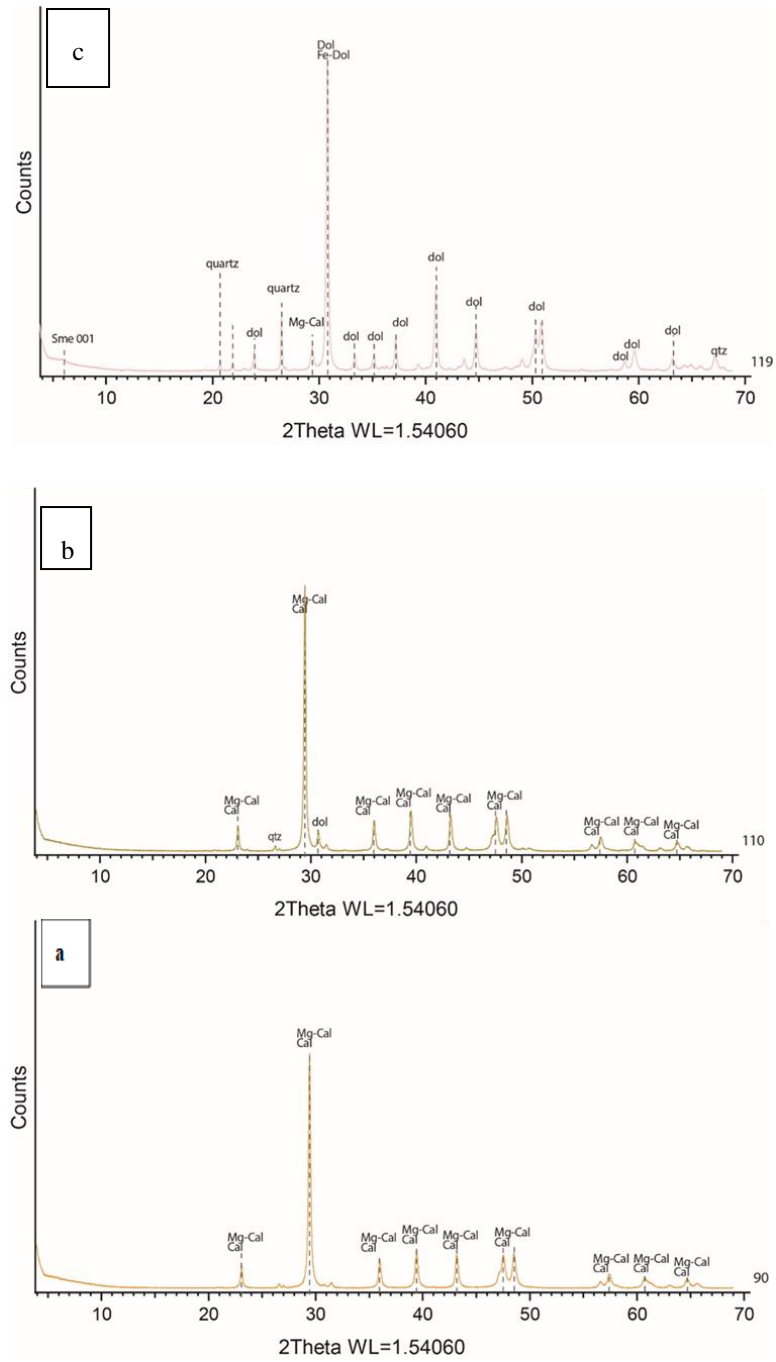 c
Counts
Dol
Fe-Dol
quartz
quartz
Sme 001
dol
Mg-Cal
dol
dol
dol
dol
dol
dol
dol
dol
dol
qtz
119
10 20 30 40 50 60 70
2Theta WL=1.54060
b
Counts
Mg-Cal
Cal
Mg-Cal
Cal
qtz
dol
Mg-Cal
Cal
Mg-Cal
Cal
Mg-Cal
Cal
Mg-Cal
Cal
Mg-Cal
Cal
Mg-Cal
Cal
Mg-Cal
Cal
110
10 20 30 40 50 60 70
2Theta WL=1.54060
a
Counts
Mg-Cal
Cal
Mg-Cal
Cal
Mg-Cal
Cal
Mg-Cal
Cal
Mg-Cal
Cal
Mg-Cal
Cal
Mg-Cal
Cal
Mg-Cal
Cal
Mg-Cal
Cal
90
10 20 30 40 50 60 70
2Theta WL=1.54060